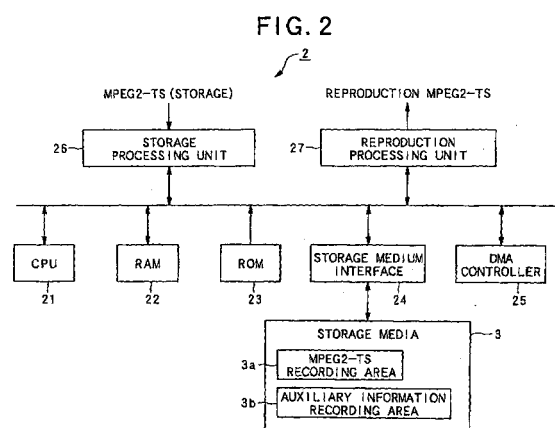 FIG. 2
2
MPEG2-TS (STORAGE)
REPRODUCTION MPEG2-TS
26
STORAGE
PROCESSING UNIT
27
REPRODUCTION
PROCESSING UNIT
CPU
RAM
ROM
STORAGE MEDIUM
INTERFACE
DMA
CONTROLLER
21
22
23
24
25
STORAGE MEDIA
3
3a
MPEG2-TS
RECORDING AREA
3b
AUXILIARY INFORMATION
RECORDING AREA